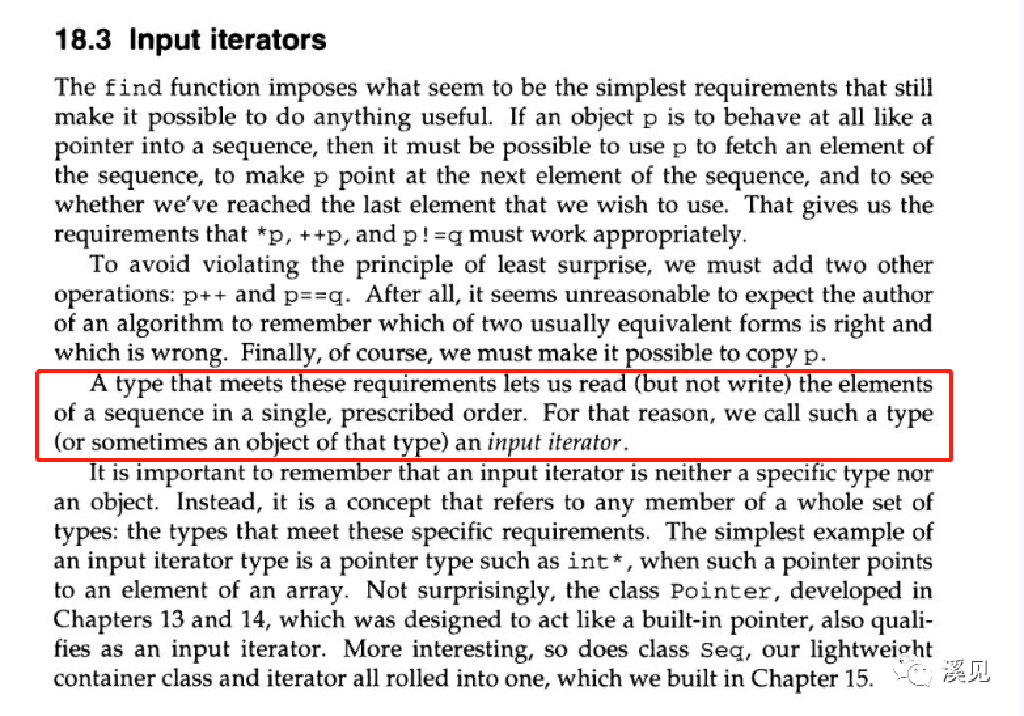 18.3 Input iterators
The find function imposes what seem to be the simplest requirements that still
make it possible to do anything useful. If an object p is to behave at all like a
pointer into a sequence, then it must be possible to use p to fetch an element of
the sequence, to make p point at the next element of the sequence, and to see
whether we've reached the last element that we wish to use. That gives us the
requirements that *p, ++p, and p!=q must work appropriately.
To avoid violating the principle of least surprise, we must add two other
operations: p++ and p==q. After all, it seems unreasonable to expect the author
of an algorithm to remember which of two usually equivalent forms is right and
which is wrong. Finally, of course, we must make it possible to copy p.
A type that meets these requirements lets us read (but not write) the elements
of a sequence in a single, prescribed order. For that reason, we call such a type
(or sometimes an object of that type) an input iterator.
It is important to remember that an input iterator is neither a specific type nor
an object. Instead, it is a concept that refers to any member of a whole set of
types: the types that meet these specific requirements. The simplest example of
an input iterator type is a pointer type such as int*, when such a pointer points
to an element of an array. Not surprisingly, the class Pointer, developed in
Chapters 13 and 14, which was designed to act like a built-in pointer, also quali-
fies as an input iterator. More interesting, so does class Seq, our lightweight
container class and iterator all rolled into one, which we built in Chapter 15.
溪见